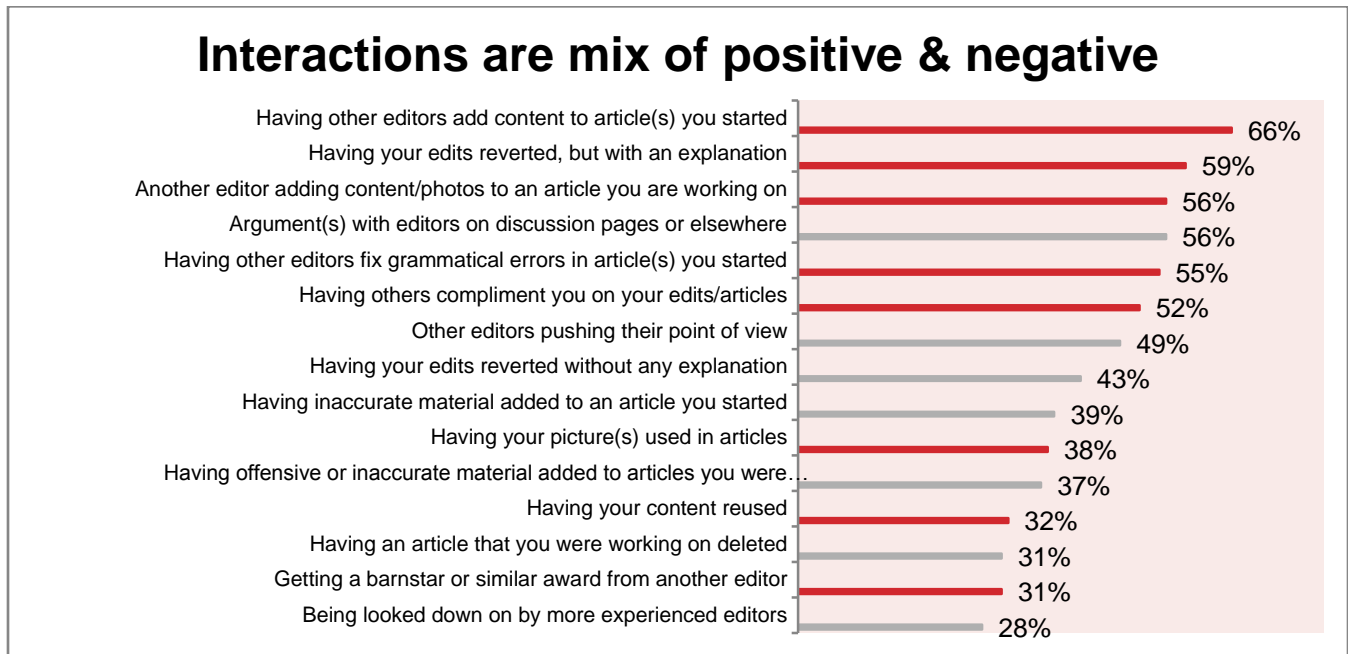 Interactions are mix of positive & negative
Having other editors add content to article(s) you started 66%
Having your edits reverted, but with an explanation 59%
Another editor adding content/photos to an article you are working on 56%
Argument(s) with editors on discussion pages or elsewhere 56%
Having other editors fix grammatical errors in article(s) you started 55%
Having others compliment you on your edits/articles 52%
Other editors pushing their point of view 49%
Having your edits reverted without any explanation 43%
Having inaccurate material added to an article you started 39%
Having your picture(s) used in articles 38%
Having offensive or inaccurate material added to articles you were… 37%
Having your content reused 32%
Having an article that you were working on deleted 31%
Getting a barnstar or similar award from another editor 31%
Being looked down on by more experienced editors 28%